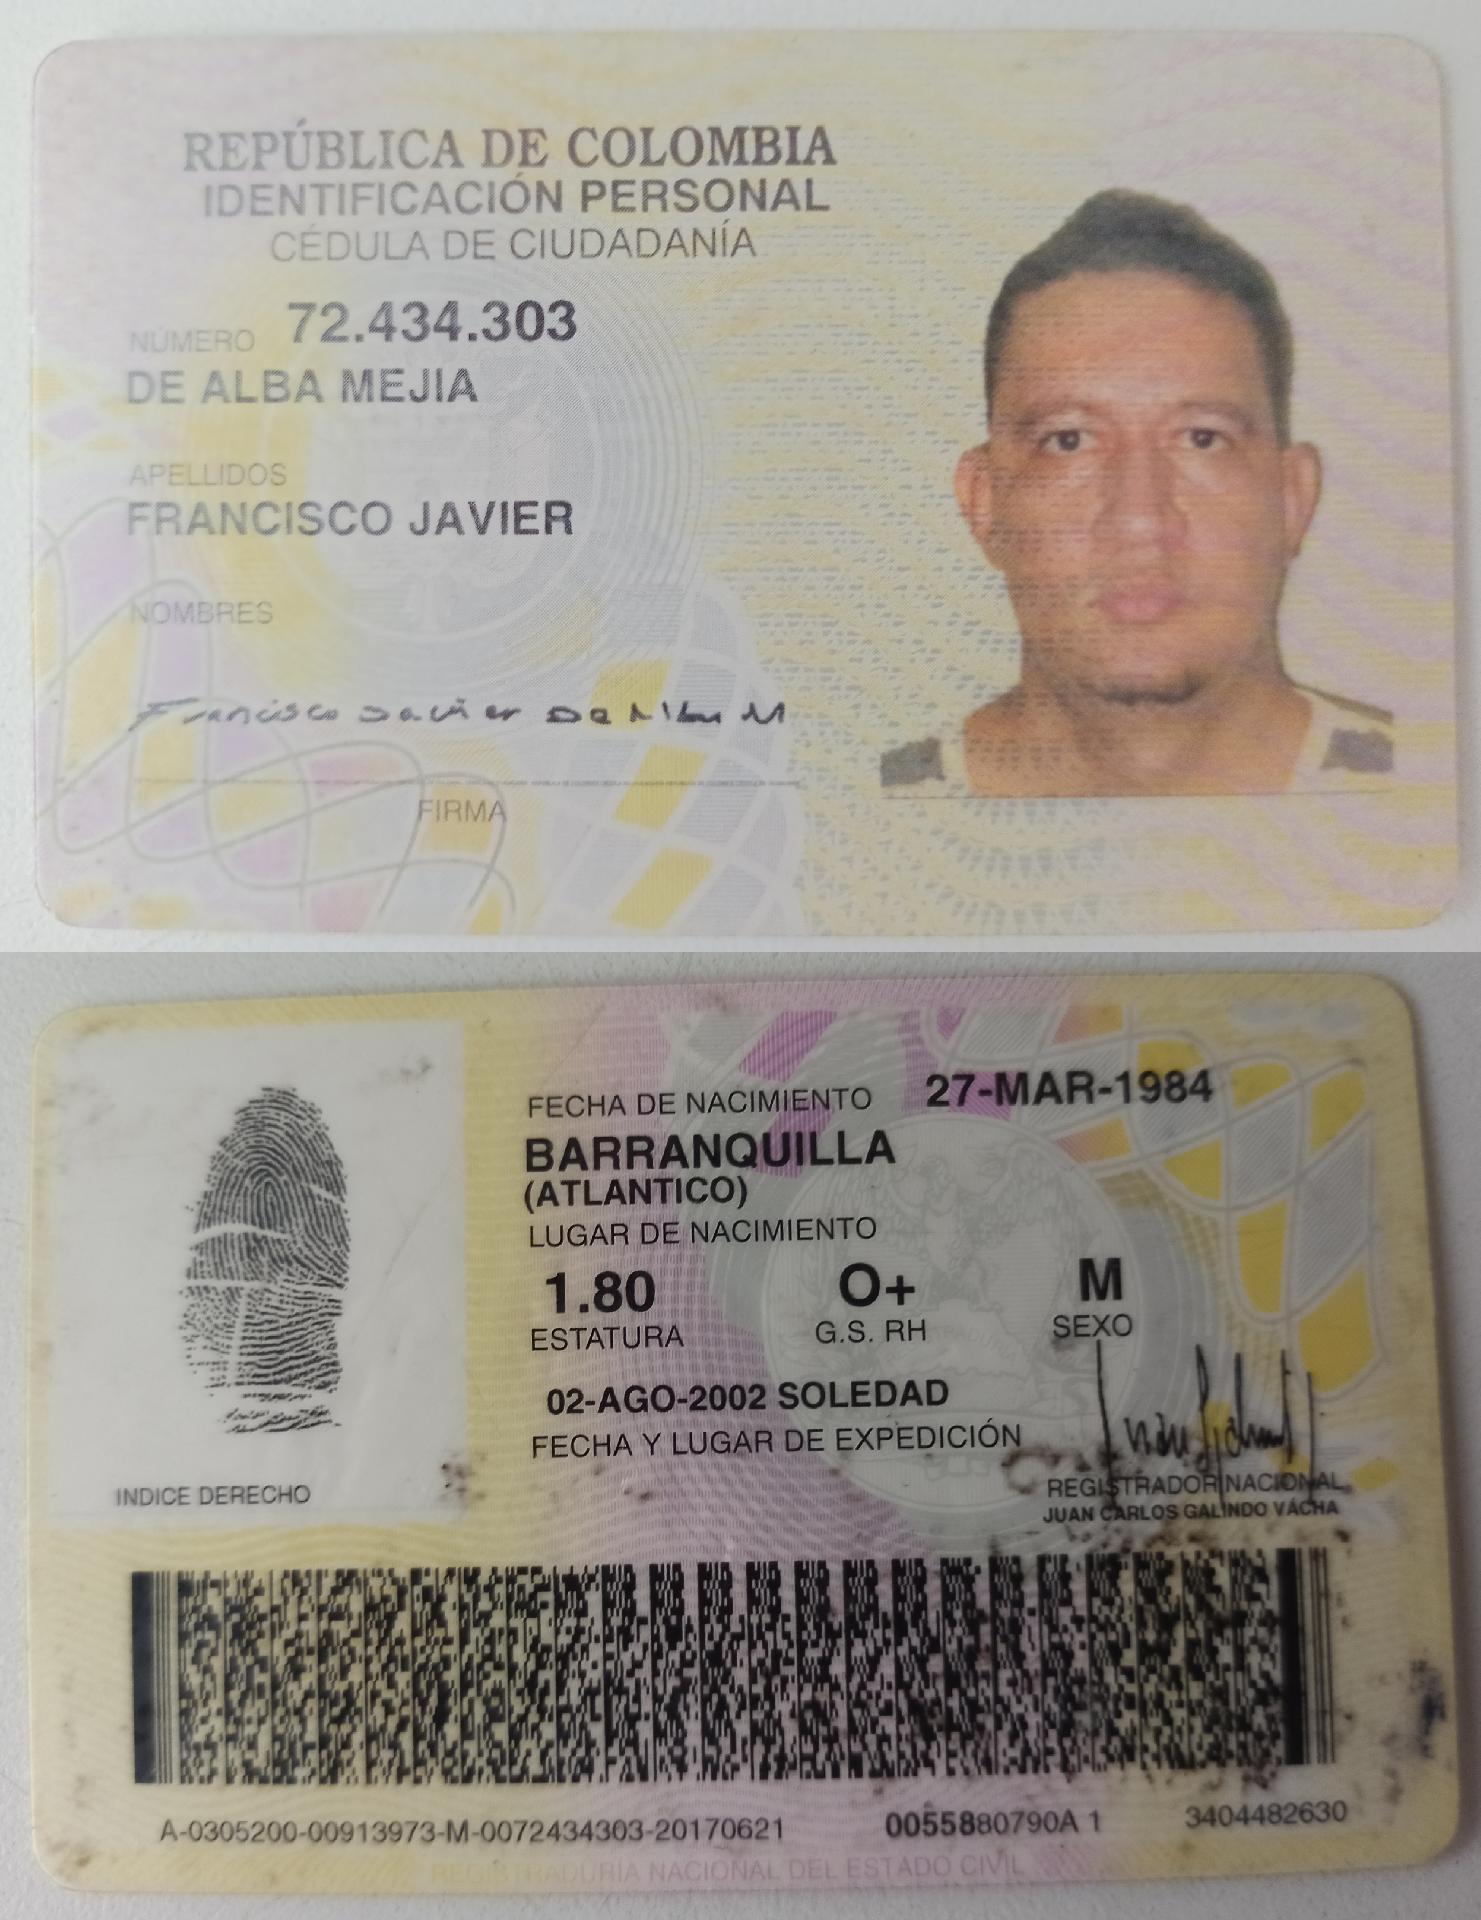 REPÚBLICA DE COLOMBIA
IDENTIFICACIÓN PERSONAL
CÉDULA DE CIUDADANÍA
NÚMERO 72.434.303
DE ALBA MEJIA
APELLIDOS
FRANCISCO JAVIER
NOMBRES
Francisco Javier De Alba M
FIRMA
FECHA DE NACIMIENTO 27-MAR-1984
BARRANQUILLA
(ATLANTICO)
LUGAR DE NACIMIENTO
1.80 O+ M
ESTATURA G.S. RH SEXO
02-AGO-2002 SOLEDAD
FECHA Y LUGAR DE EXPEDICIÓN
INDICE DERECHO
REGISTRADOR NACIONAL
JUAN CARLOS GALINDO VÁCHA
A-0305200-00913973-M-0072434303-20170621 0055880790A 1 3404482630
REGISTRADURÍA NACIONAL DEL ESTADO CIVIL